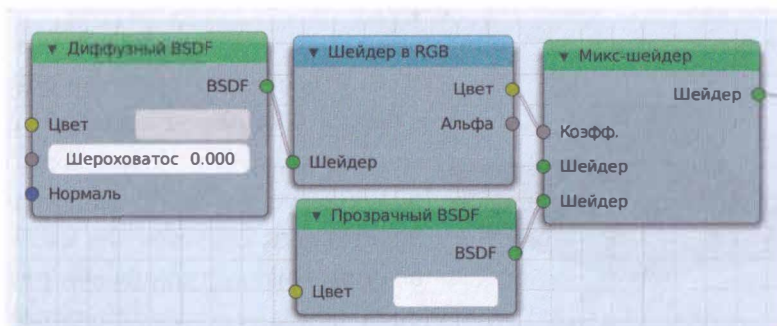 Диффузный BSDF
BSDF
Цвет
Шероховатос 0.000
Нормаль
Шейдер в RGB
Цвет
Альфа
Шейдер
Прозрачный BSDF
BSDF
Цвет
Микс-шейдер
Шейдер
Коэфф.
Шейдер
Шейдер